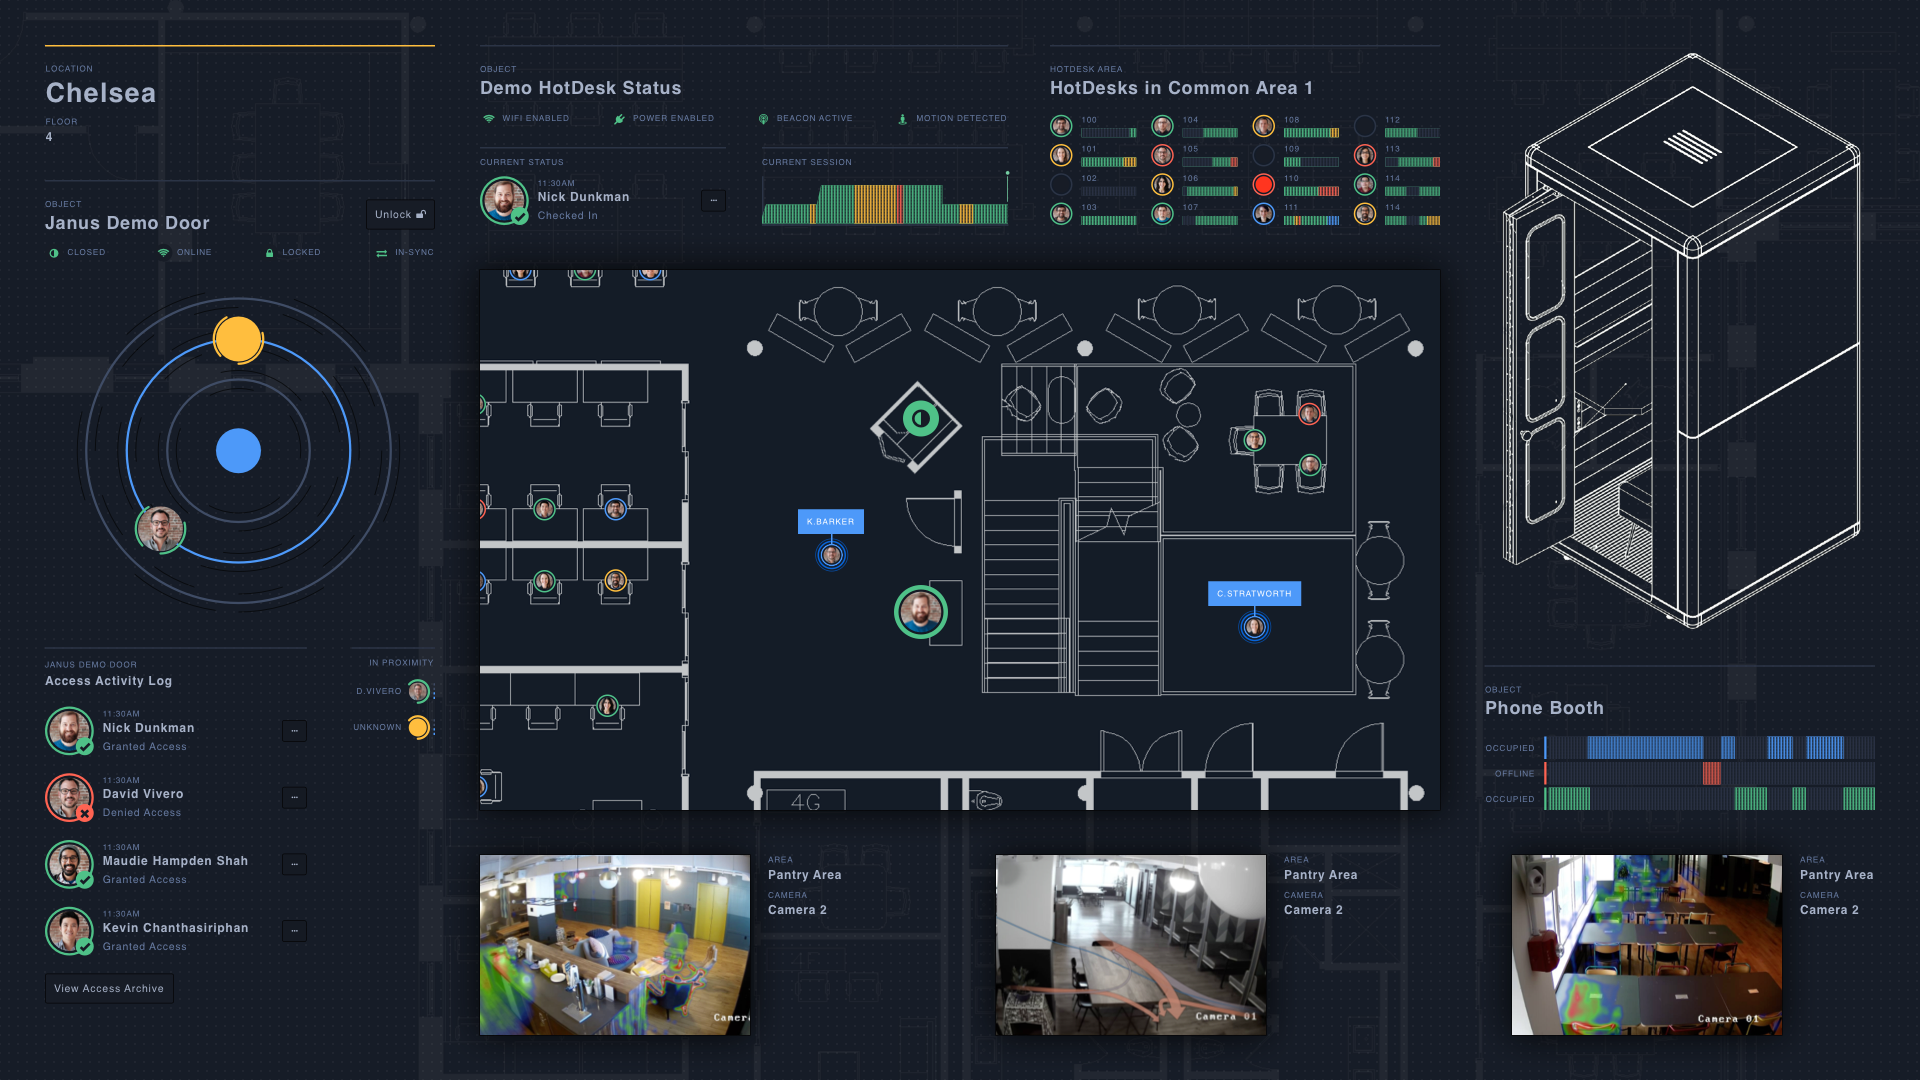 LOCATION
Chelsea
FLOOR
4
OBJECT
Janus Demo Door
Unlock
CLOSED
ONLINE
LOCKED
IN-SYNC
JANUS DEMO DOOR
Access Activity Log
11:30AM
Nick Dunkman
Granted Access
11:30AM
David Vivero
Denied Access
11:30AM
Maudie Hampden Shah
Granted Access
11:30AM
Kevin Chanthasiriphan
Granted Access
View Access Archive
IN PROXIMITY
D.VIVERO
UNKNOWN
OBJECT
Demo HotDesk Status
WIFI ENABLED
POWER ENABLED
BEACON ACTIVE
MOTION DETECTED
CURRENT STATUS
11:30AM
Nick Dunkman
Checked In
CURRENT SESSION
HOTDESK AREA
HotDesks in Common Area 1
100
104
108
112
101
105
109
113
102
106
110
114
103
107
111
114
K.BARKER
C.STRATWORTH
4G
OBJECT
Phone Booth
OCCUPIED
OFFLINE
OCCUPIED
Camera
AREA
Pantry Area
CAMERA
Camera 2
Camera 01
AREA
Pantry Area
CAMERA
Camera 2
Camera 01
AREA
Pantry Area
CAMERA
Camera 2